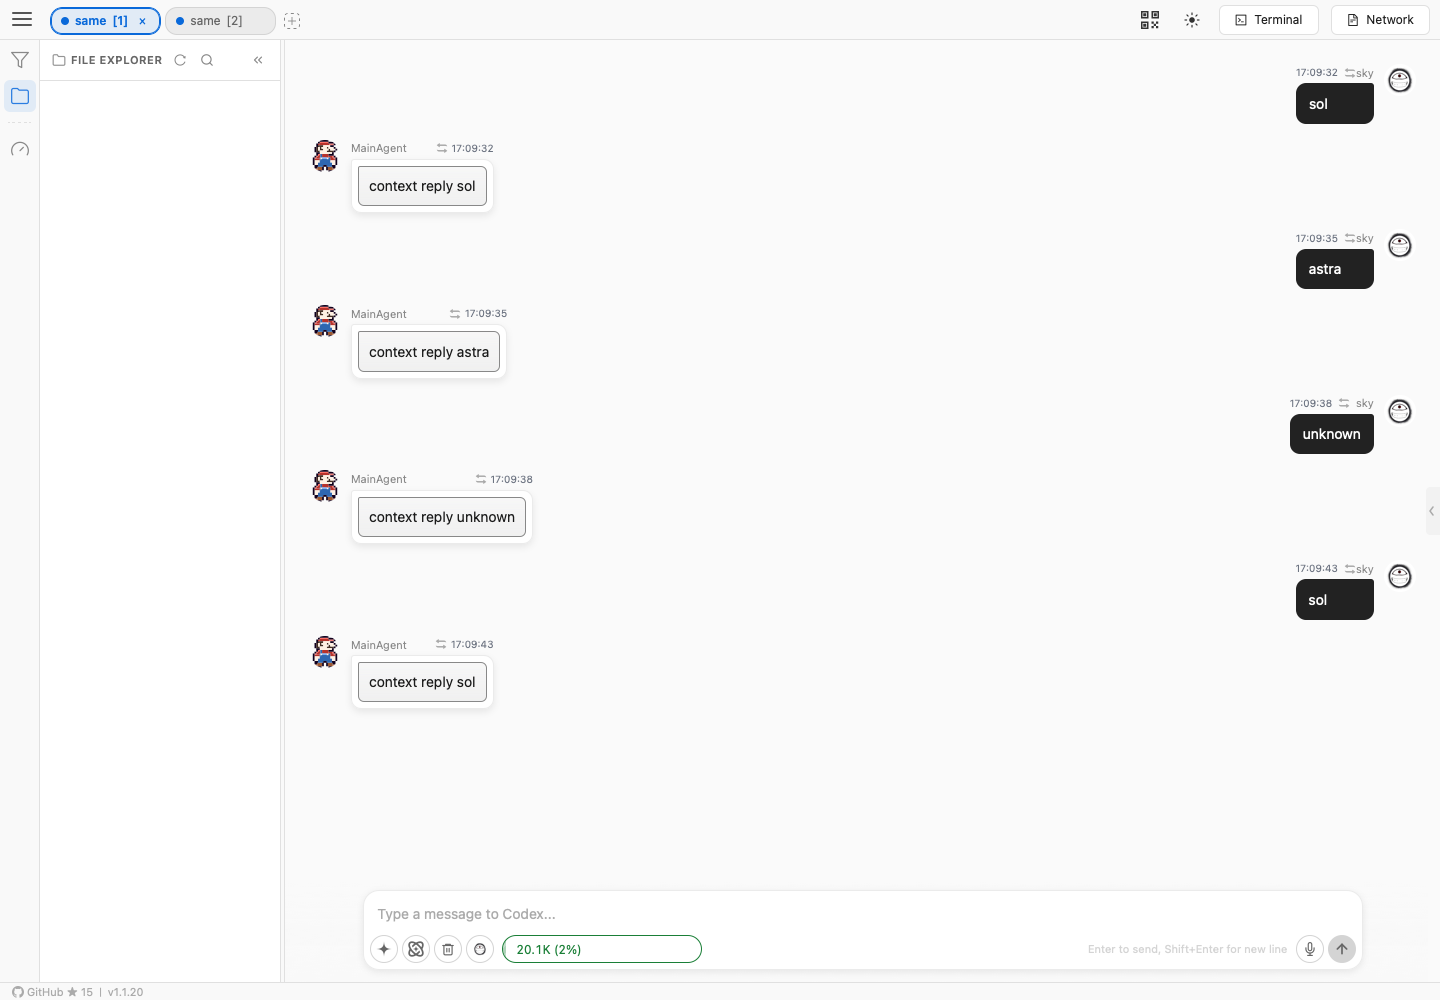 same [1] ×
same [2]
Terminal
Network
FILE EXPLORER
17:09:32 sky
sol
MainAgent 17:09:32
context reply sol
17:09:35 sky
astra
MainAgent 17:09:35
context reply astra
17:09:38 sky
unknown
MainAgent 17:09:38
context reply unknown
17:09:43 sky
sol
MainAgent 17:09:43
context reply sol
Type a message to Codex...
20.1K (2%)
Enter to send, Shift+Enter for new line
GitHub ★ 15 | v1.1.20